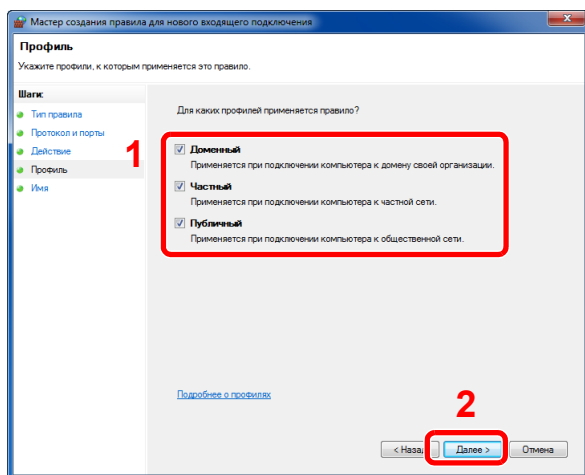 Мастер создания правила для нового входящего подключения
Профиль
Укажите профили, к которым применяется это правило.
Шаги:
Тип правила
Протокол и порты
Действие
Профиль
Имя
1
Для каких профилей применяется правило?
Доменный
Применяется при подключении компьютера к домену своей организации.
Частный
Применяется при подключении компьютера к частной сети.
Публичный
Применяется при подключении компьютера к общественной сети.
Подробнее о профилях
2
< Наза
Далее >
Отмена